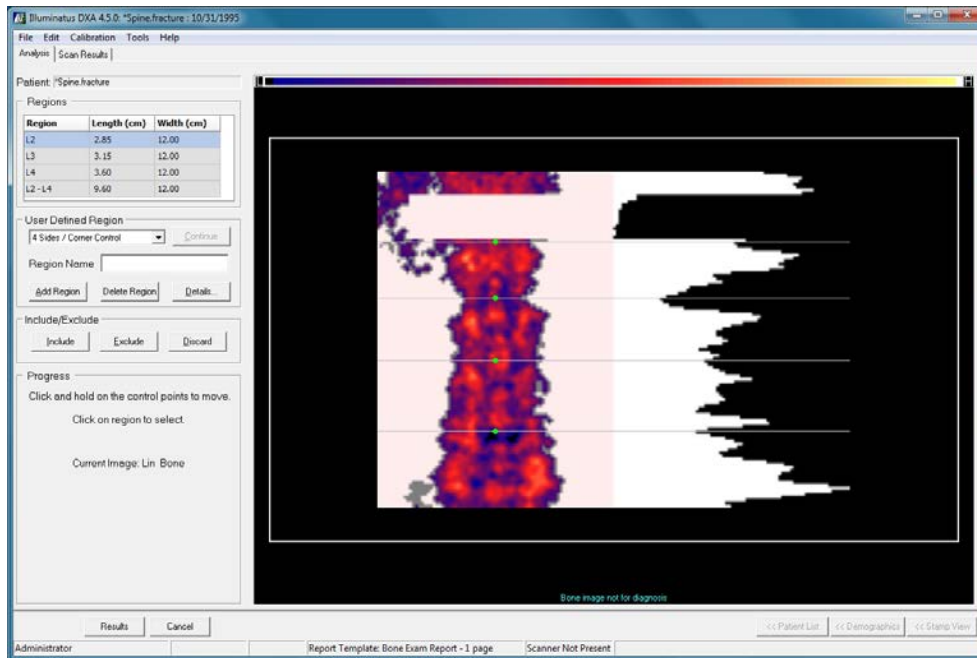 Illuminatus DXA 4.5.0: *Spine.fracture : 10/31/1995
File Edit Calibration Tools Help
Analysis Scan Results
Patient: *Spine.fracture
Regions
Region Length (cm) Width (cm)
L2 2.85 12.00
L3 3.15 12.00
L4 3.60 12.00
L2 - L4 9.60 12.00
User Defined Region
4 Sides / Corner Control Continue
Region Name
Add Region Delete Region Details...
Include/Exclude
Include Exclude Discard
Progress
Click and hold on the control points to move.
Click on region to select.
Current Image: Lin Bone
L H
Bone image not for diagnosis
Results Cancel << Patient List << Demographics << Stamp View
Administrator Report Template: Bone Exam Report - 1 page Scanner Not Present